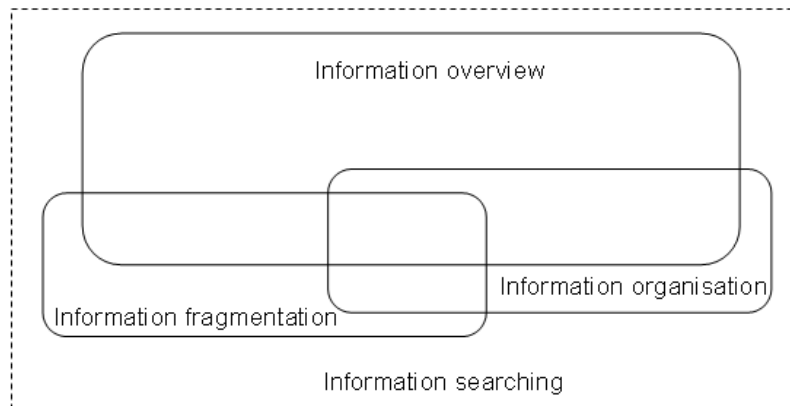 Information overview
Information organisation
Information fragmentation
Information searching